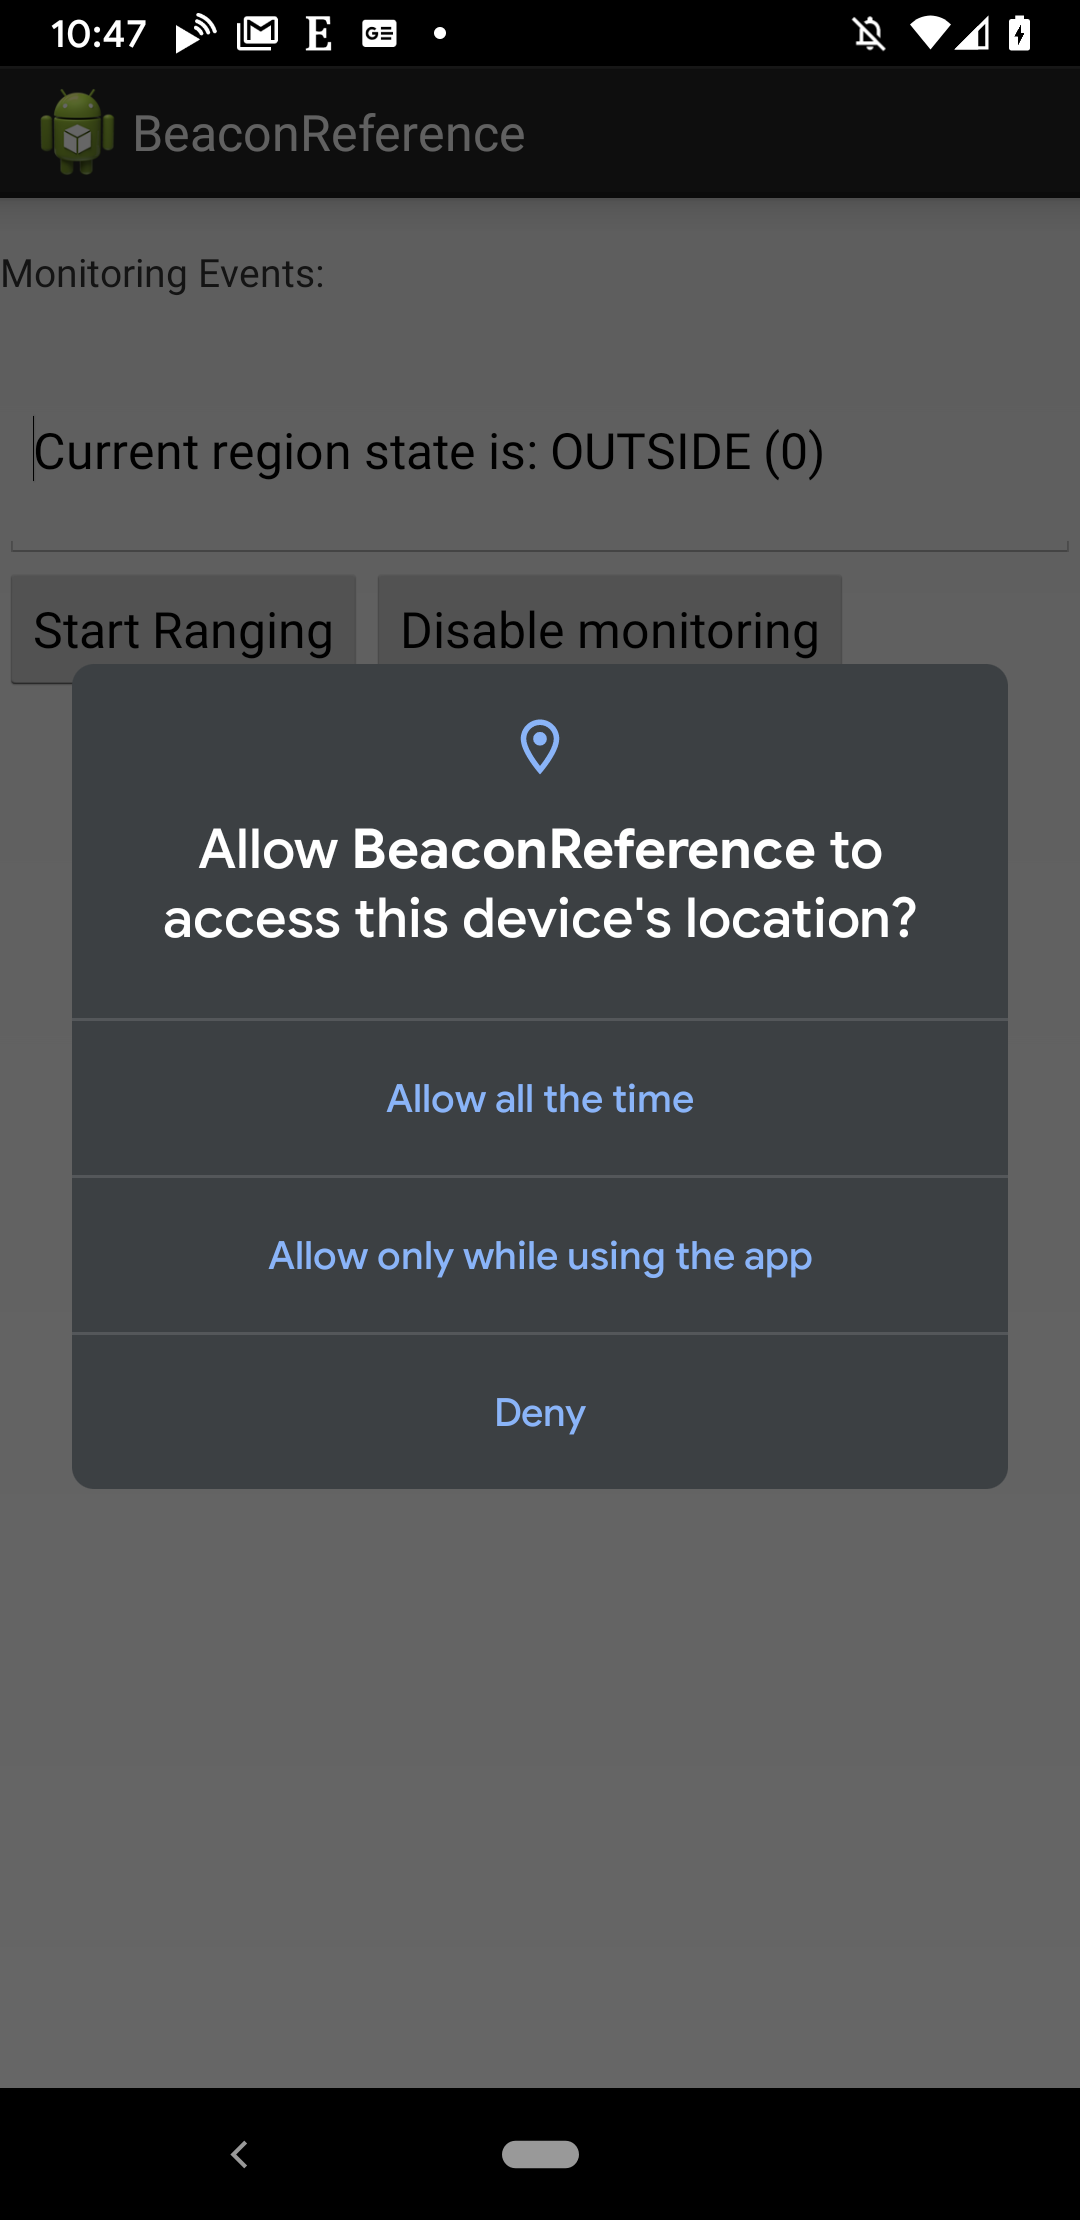 10:47
E
GE
BeaconReference
Monitoring Events:
Current region state is: OUTSIDE (0)
Start Ranging
Disable monitoring
Allow BeaconReference to
access this device's location?
Allow all the time
Allow only while using the app
Deny